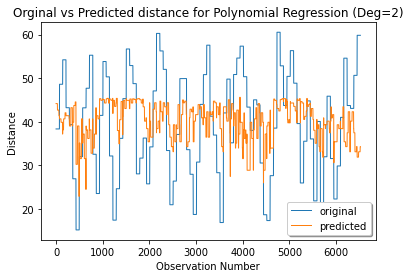 Orginal vs Predicted distance for Polynomial Regression (Deg=2)
60
50
40
30
20
Distance
0
1000
2000
3000
4000
5000
6000
Observation Number
original
predicted